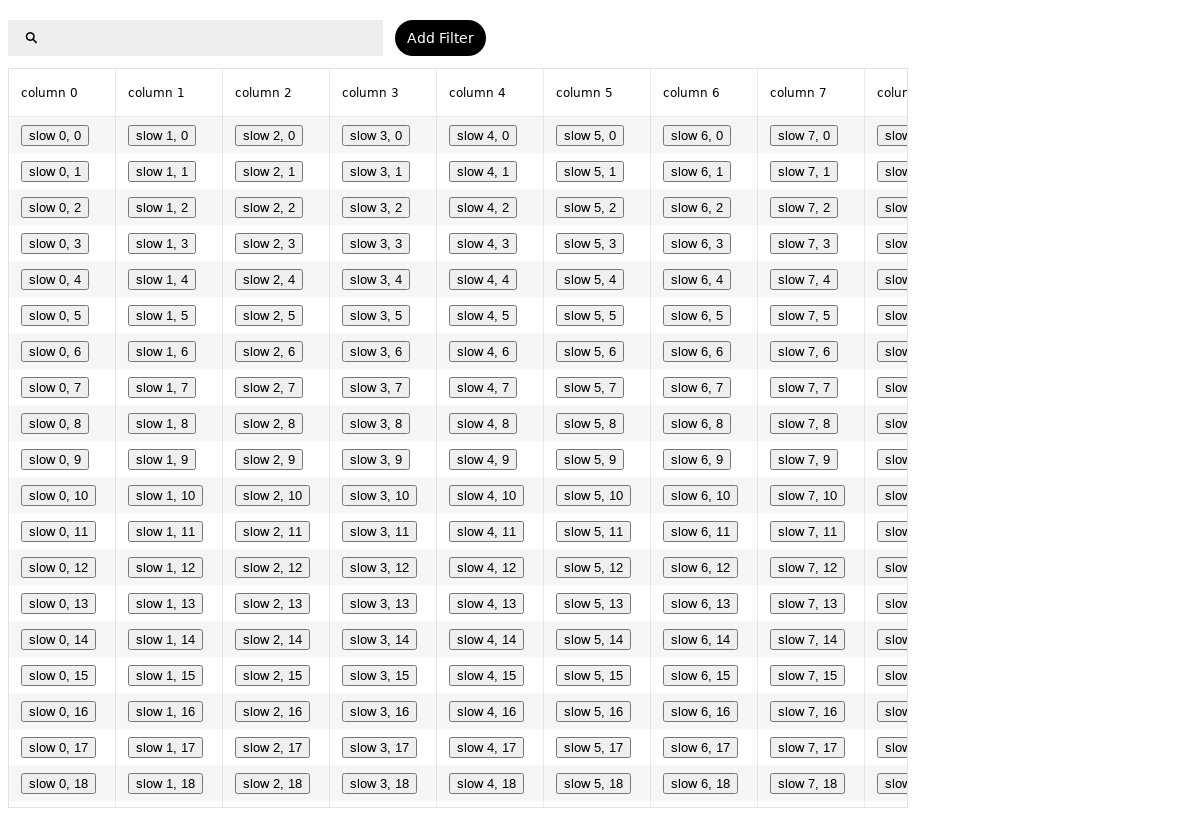 Add Filter
column 0 column 1 column 2 column 3 column 4 column 5 column 6 column 7 colun
slow 0, 0 slow 1, 0 slow 2, 0 slow 3, 0 slow 4, 0 slow 5, 0 slow 6, 0 slow 7, 0 slow
slow 0, 1 slow 1, 1 slow 2, 1 slow 3, 1 slow 4, 1 slow 5, 1 slow 6, 1 slow 7, 1 slow
slow 0, 2 slow 1, 2 slow 2, 2 slow 3, 2 slow 4, 2 slow 5, 2 slow 6, 2 slow 7, 2 slow
slow 0, 3 slow 1, 3 slow 2, 3 slow 3, 3 slow 4, 3 slow 5, 3 slow 6, 3 slow 7, 3 slow
slow 0, 4 slow 1, 4 slow 2, 4 slow 3, 4 slow 4, 4 slow 5, 4 slow 6, 4 slow 7, 4 slow
slow 0, 5 slow 1, 5 slow 2, 5 slow 3, 5 slow 4, 5 slow 5, 5 slow 6, 5 slow 7, 5 slow
slow 0, 6 slow 1, 6 slow 2, 6 slow 3, 6 slow 4, 6 slow 5, 6 slow 6, 6 slow 7, 6 slow
slow 0, 7 slow 1, 7 slow 2, 7 slow 3, 7 slow 4, 7 slow 5, 7 slow 6, 7 slow 7, 7 slow
slow 0, 8 slow 1, 8 slow 2, 8 slow 3, 8 slow 4, 8 slow 5, 8 slow 6, 8 slow 7, 8 slow
slow 0, 9 slow 1, 9 slow 2, 9 slow 3, 9 slow 4, 9 slow 5, 9 slow 6, 9 slow 7, 9 slow
slow 0, 10 slow 1, 10 slow 2, 10 slow 3, 10 slow 4, 10 slow 5, 10 slow 6, 10 slow 7, 10 slow
slow 0, 11 slow 1, 11 slow 2, 11 slow 3, 11 slow 4, 11 slow 5, 11 slow 6, 11 slow 7, 11 slow
slow 0, 12 slow 1, 12 slow 2, 12 slow 3, 12 slow 4, 12 slow 5, 12 slow 6, 12 slow 7, 12 slow
slow 0, 13 slow 1, 13 slow 2, 13 slow 3, 13 slow 4, 13 slow 5, 13 slow 6, 13 slow 7, 13 slow
slow 0, 14 slow 1, 14 slow 2, 14 slow 3, 14 slow 4, 14 slow 5, 14 slow 6, 14 slow 7, 14 slow
slow 0, 15 slow 1, 15 slow 2, 15 slow 3, 15 slow 4, 15 slow 5, 15 slow 6, 15 slow 7, 15 slow
slow 0, 16 slow 1, 16 slow 2, 16 slow 3, 16 slow 4, 16 slow 5, 16 slow 6, 16 slow 7, 16 slow
slow 0, 17 slow 1, 17 slow 2, 17 slow 3, 17 slow 4, 17 slow 5, 17 slow 6, 17 slow 7, 17 slow
slow 0, 18 slow 1, 18 slow 2, 18 slow 3, 18 slow 4, 18 slow 5, 18 slow 6, 18 slow 7, 18 slow